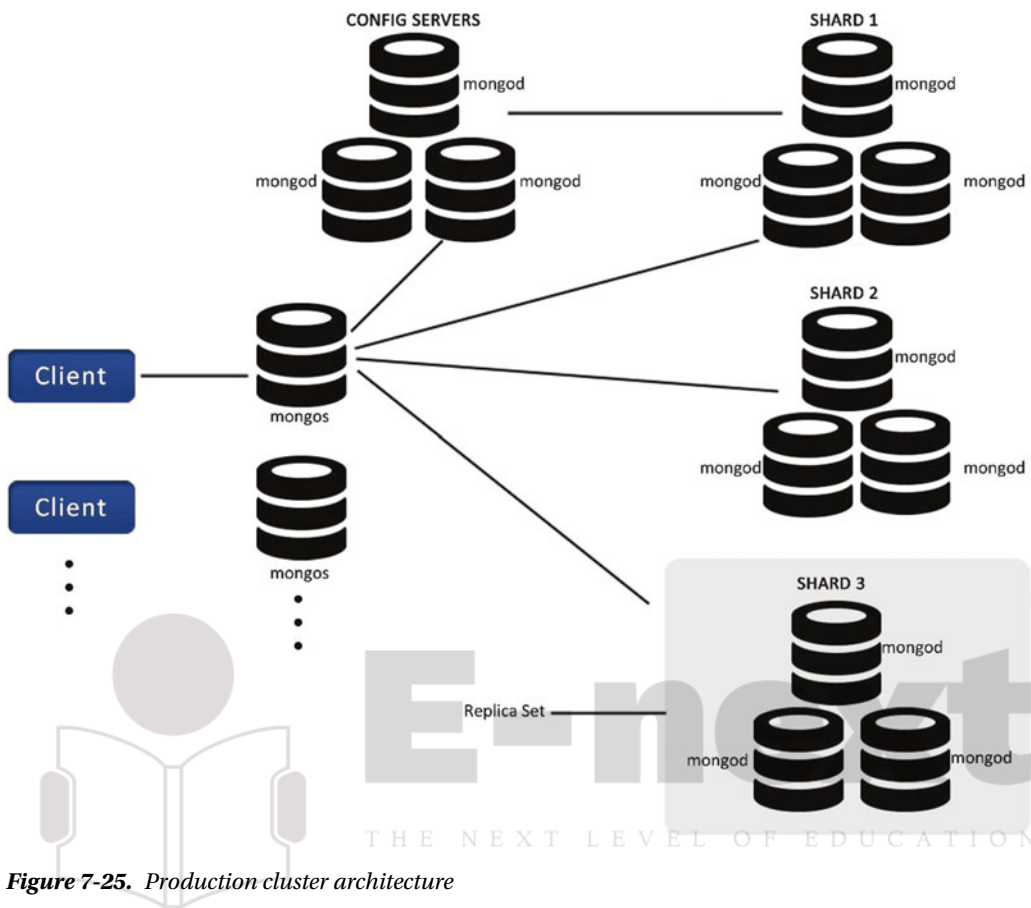 CONFIG SERVERS
SHARD 1
mongod
mongod
mongod
mongod
mongod
mongod
SHARD 2
Client
mongos
mongod
mongod
mongod
Client
mongos
SHARD 3
mongod
Replica Set
mongod
mongod
E-next
THE NEXT LEVEL OF EDUCATION
Figure 7-25. Production cluster architecture